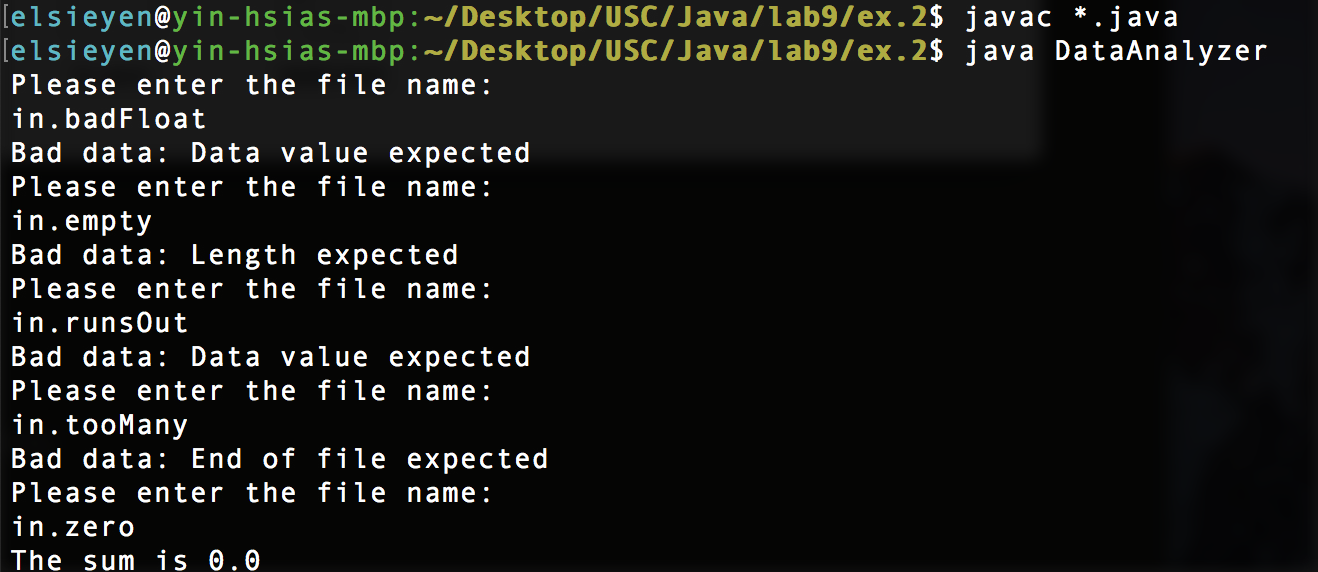 [elsieyen@yin-hsias-mbp:~/Desktop/USC/Java/lab9/ex.2$ javac *.java
[elsieyen@yin-hsias-mbp:~/Desktop/USC/Java/lab9/ex.2$ java DataAnalyzer
Please enter the file name:
in.badFloat
Bad data: Data value expected
Please enter the file name:
in.empty
Bad data: Length expected
Please enter the file name:
in.runsOut
Bad data: Data value expected
Please enter the file name:
in.tooMany
Bad data: End of file expected
Please enter the file name:
in.zero
The sum is 0.0